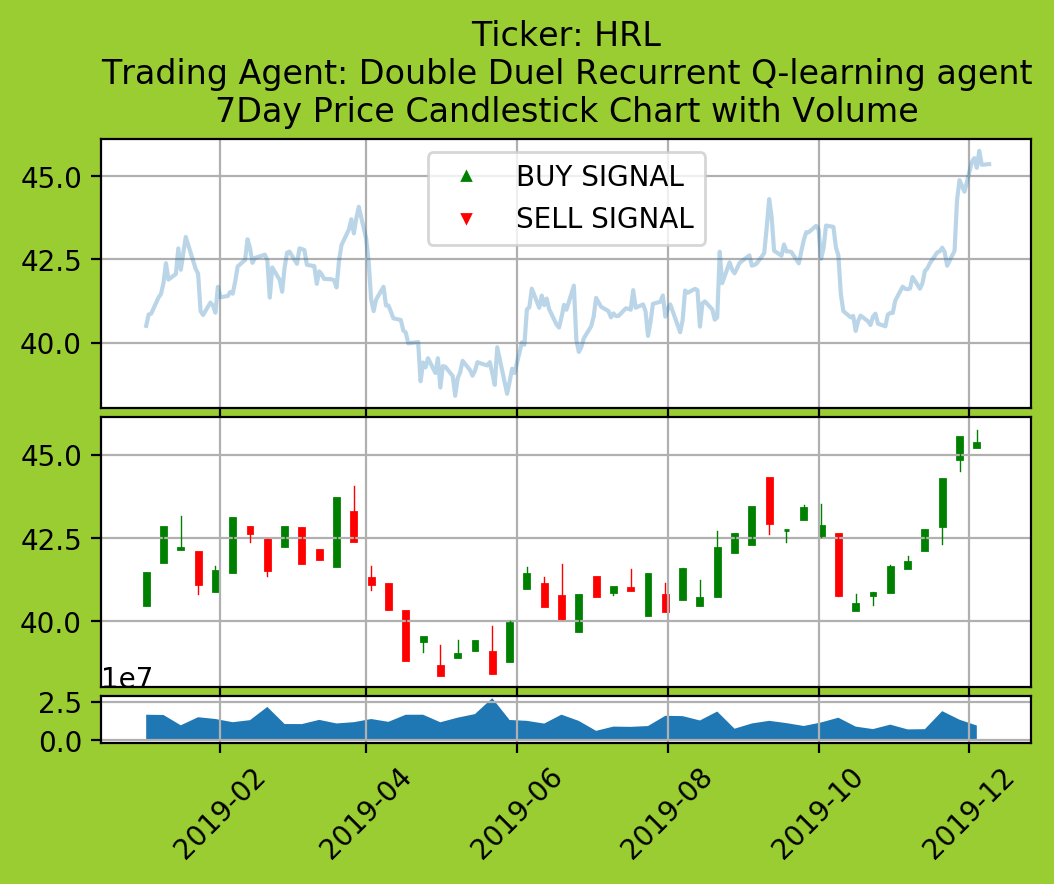 Ticker: HRL
Trading Agent: Double Duel Recurrent Q-learning agent
7Day Price Candlestick Chart with Volume
BUY SIGNAL
SELL SIGNAL
45.0
42.5
40.0
45.0
42.5
40.0
1e7
2.5
0.0
2019-02
2019-04
2019-06
2019-08
2019-10
2019-12